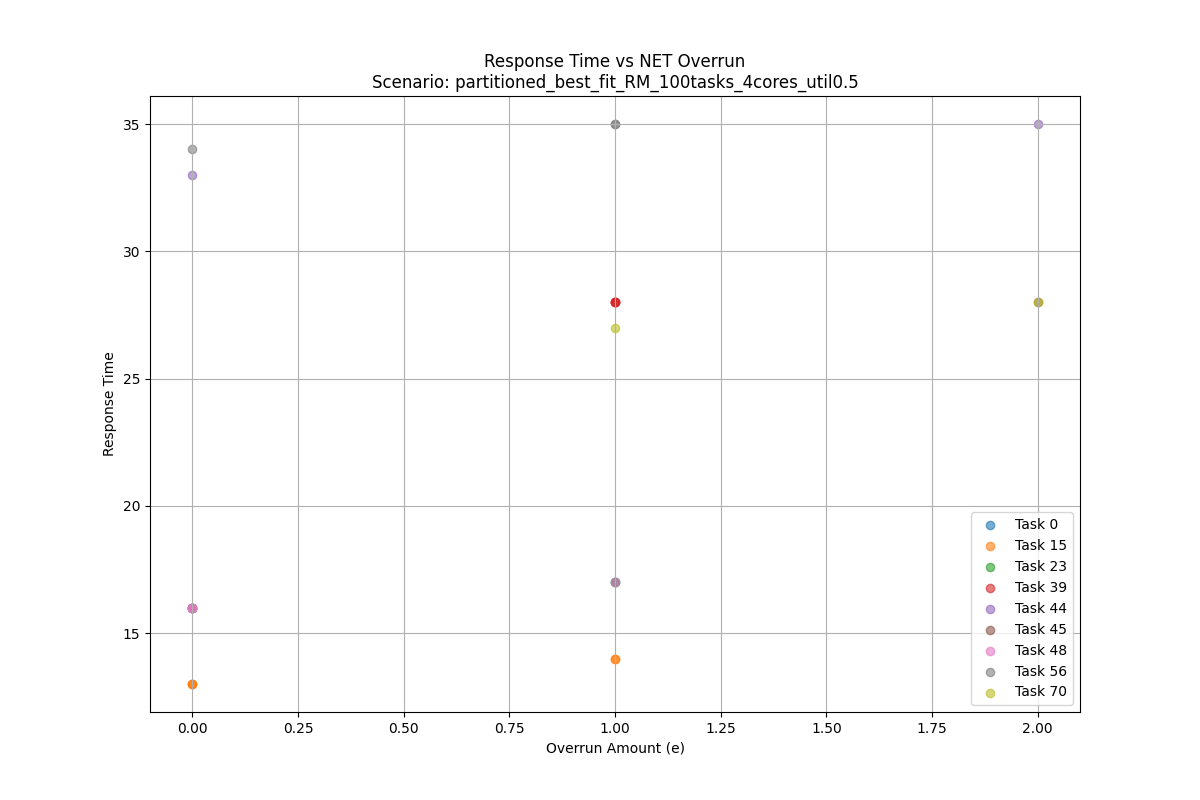 Response Time vs NET Overrun
Scenario: partitioned_best_fit_RM_100tasks_4cores_util0.5
35
30
25
20
15
Response Time
0.00 0.25 0.50 0.75 1.00 1.25 1.50 1.75 2.00
Overrun Amount (e)
Task 0
Task 15
Task 23
Task 39
Task 44
Task 45
Task 48
Task 56
Task 70